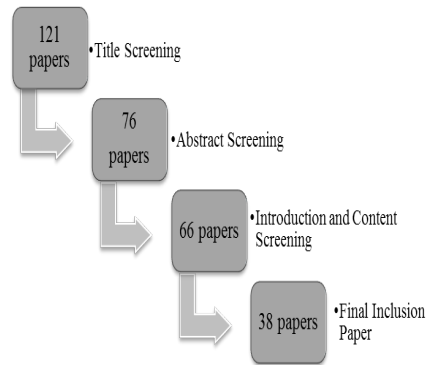 121
papers
•Title Screening
76
papers
•Abstract Screening
66 papers
•Introduction and Content
Screening
38 papers
•Final Inclusion
Paper